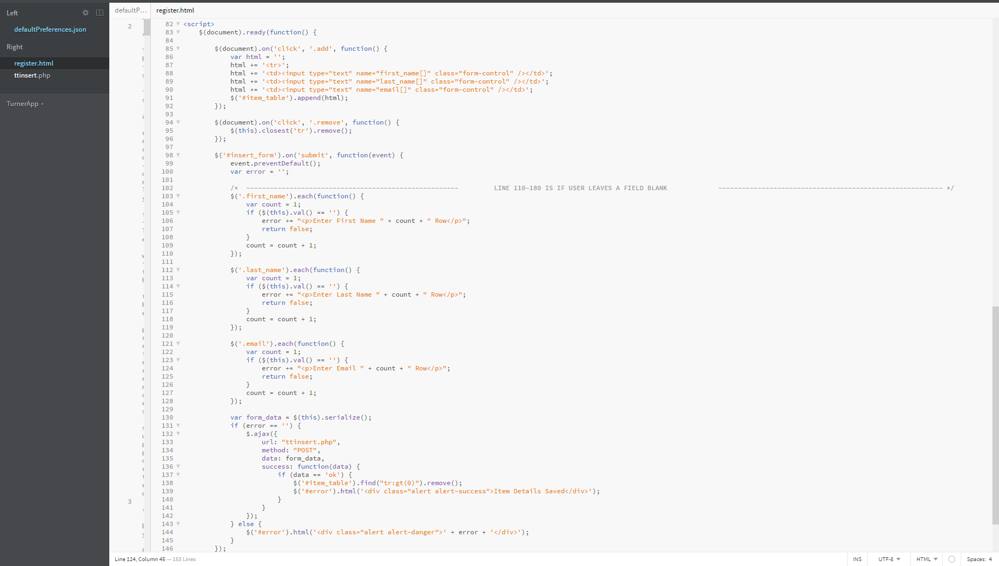 Left
defaultPreferences.json
Right
register.html
ttinsert.php
TurnerApp
defaultP... register.html
2
3
82 <script>
83 $(document).ready(function() {
84
85 $(document).on('click', '.add', function() {
86 var html = '';
87 html += '<tr>';
88 html += '<td><input type="text" name="first_name[]" class="form-control" /></td>';
89 html += '<td><input type="text" name="last_name[]" class="form-control" /></td>';
90 html += '<td><input type="text" name="email[]" class="form-control" /></td>';
91 $('#item_table').append(html);
92 });
93
94 $(document).on('click', '.remove', function() {
95 $(this).closest('tr').remove();
96 });
97
98 $('#insert_form').on('submit', function(event) {
99 event.preventDefault();
100 var error = '';
101
102 /* ------------------------------------------------------ LINE 110-180 IS IF USER LEAVES A FIELD BLANK --------------------------------------------------------- */
103 $('.first_name').each(function() {
104 var count = 1;
105 if ($(this).val() == '') {
106 error += "<p>Enter First Name " + count + " Row</p>";
107 return false;
108 }
109 count = count + 1;
110 });
111
112 $('.last_name').each(function() {
113 var count = 1;
114 if ($(this).val() == '') {
115 error += "<p>Enter Last Name " + count + " Row</p>";
116 return false;
117 }
118 count = count + 1;
119 });
120
121 $('.email').each(function() {
122 var count = 1;
123 if ($(this).val() == '') {
124 error += "<p>Enter Email " + count + " Row</p>";
125 return false;
126 }
127 count = count + 1;
128 });
129
130 var form_data = $(this).serialize();
131 if (error == '') {
132 $.ajax({
133 url: "ttinsert.php",
134 method: "POST",
135 data: form_data,
136 success: function(data) {
137 if (data == 'ok') {
138 $('#item_table').find("tr:gt(0)").remove();
139 $('#error').html('<div class="alert alert-success">Item Details Saved</div>');
140 }
141 }
142 });
143 } else {
144 $('#error').html('<div class="alert alert-danger">' + error + '</div>');
145 }
146 });
Line 124, Column 45 — 153 Lines
INS UTF-8 HTML Spaces: 4